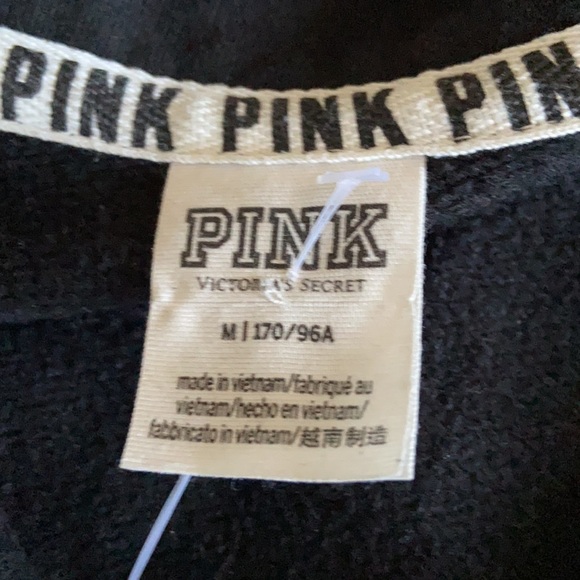 PINK PINK PIN
PINK
VICTORIA'S SECRET
M | 170/96A
made in vietnam/fabriqué au
vietnam/hecho en vietnam/
fabbricato in vietnam/越南制造